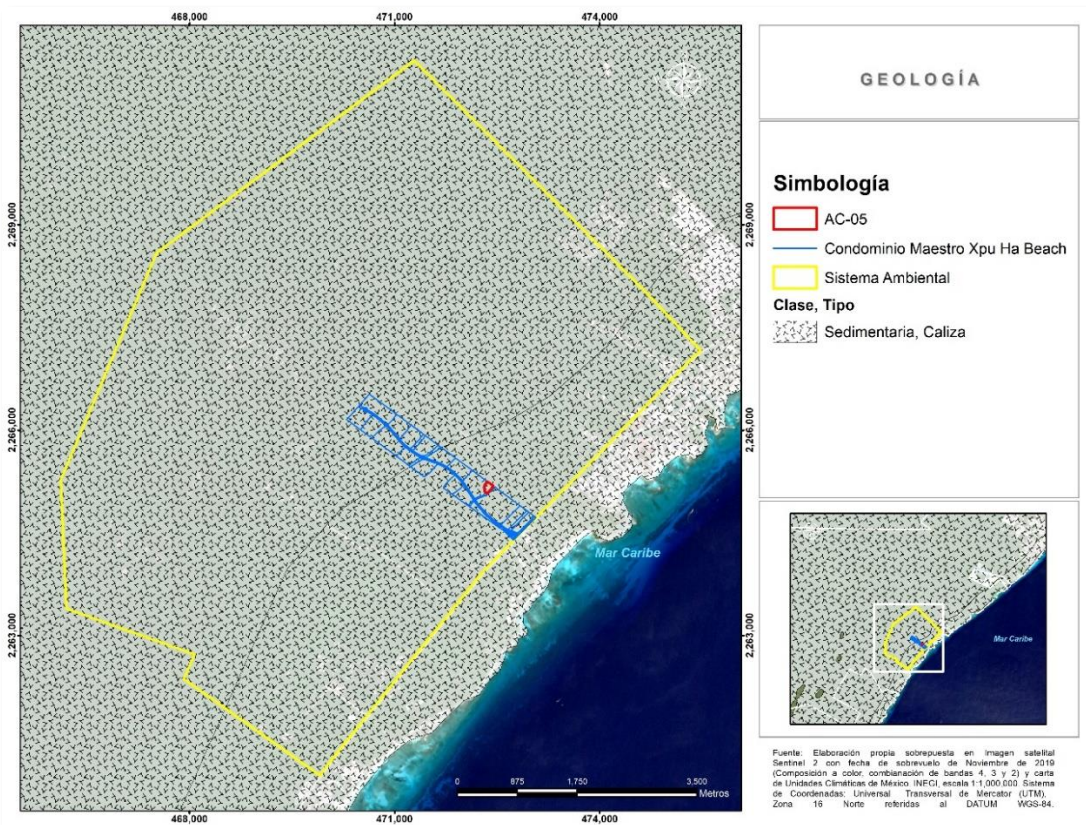 468,000
471,000
474,000
2,269,000
2,266,000
2,263,000
2,269,000
2,266,000
2,263,000
Mar Caribe
0 875 1,750 3,500
Metros
468,000
471,000
474,000
GEOLOGÍA
Simbología
AC-05
Condominio Maestro Xpu Ha Beach
Sistema Ambiental
Clase, Tipo
Sedimentaria, Caliza
Mar Caribe
Fuente: Elaboración propia sobrepuesta en Imagen satelital
Sentinel 2 con fecha de sobrevuelo de Noviembre de 2019
(Composición a color, combianación de bandas 4, 3 y 2) y carta
de Unidades Climáticas de México. INEGI, escala 1:1,000,000. Sistema
de Coordenadas: Universal Transversal de Mercator (UTM),
Zona 16 Norte referidas al DATUM WGS-84.